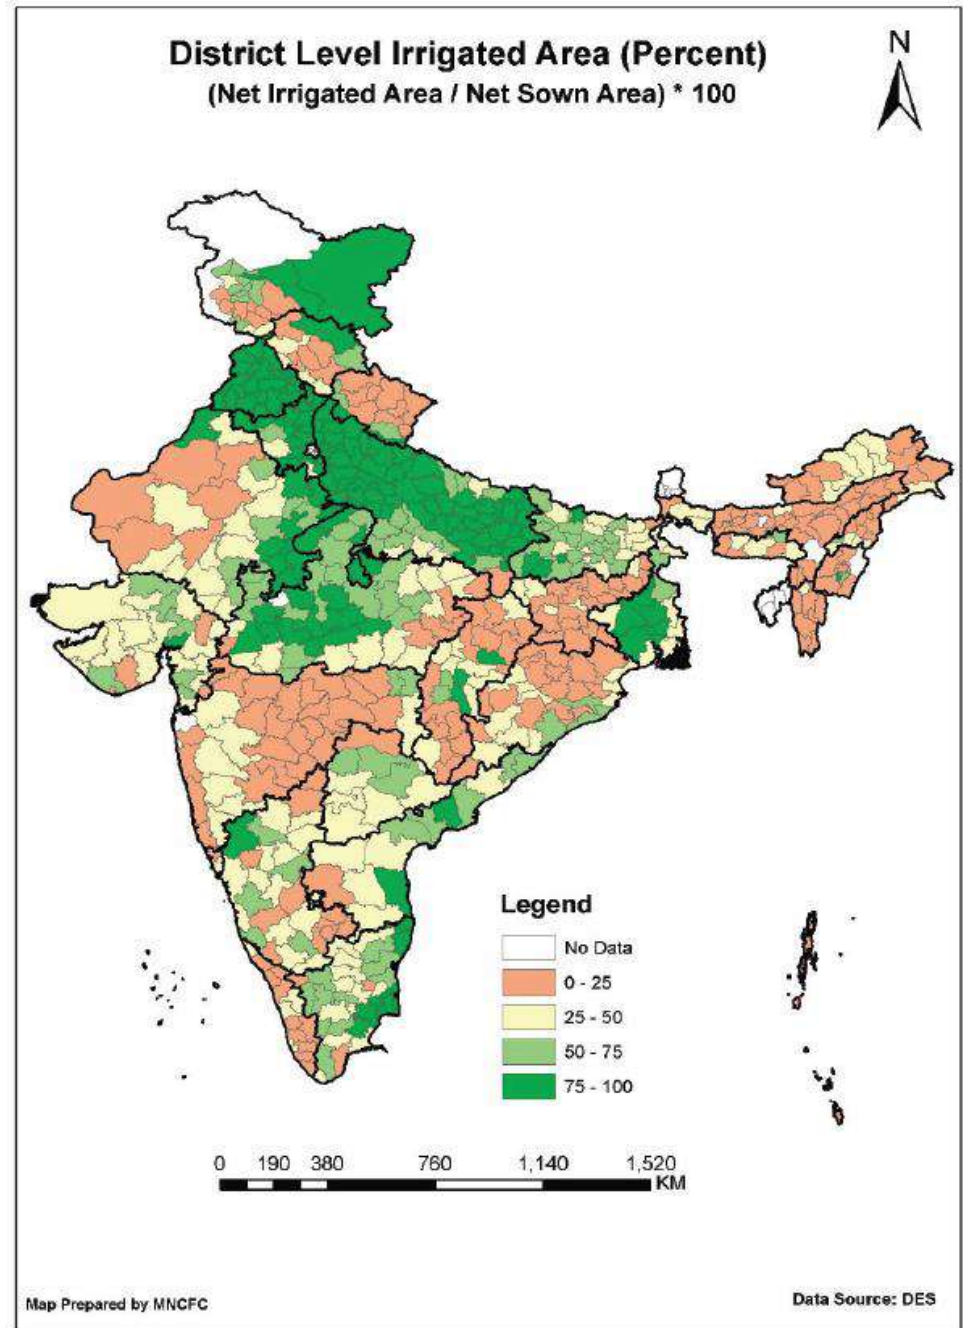 District Level Irrigated Area (Percent)
(Net Irrigated Area / Net Sown Area) * 100
N
Legend
No Data
0 - 25
25 - 50
50 - 75
75 - 100
0 190 380 760 1,140 1,520
KM
Map Prepared by MNCFC
Data Source: DES